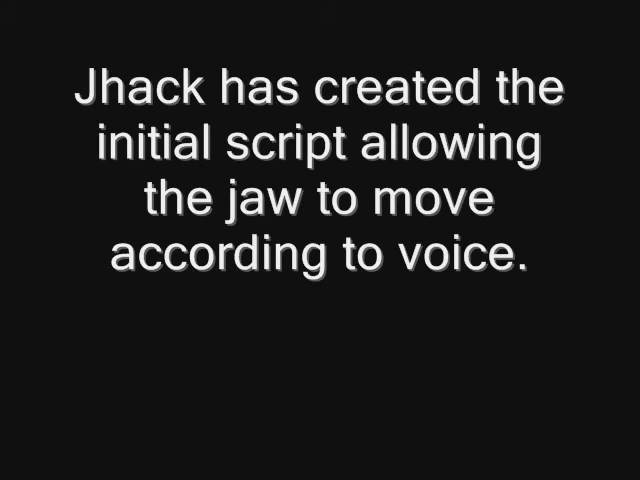 Jhack has created the
initial script allowing
the jaw to move
according to voice.